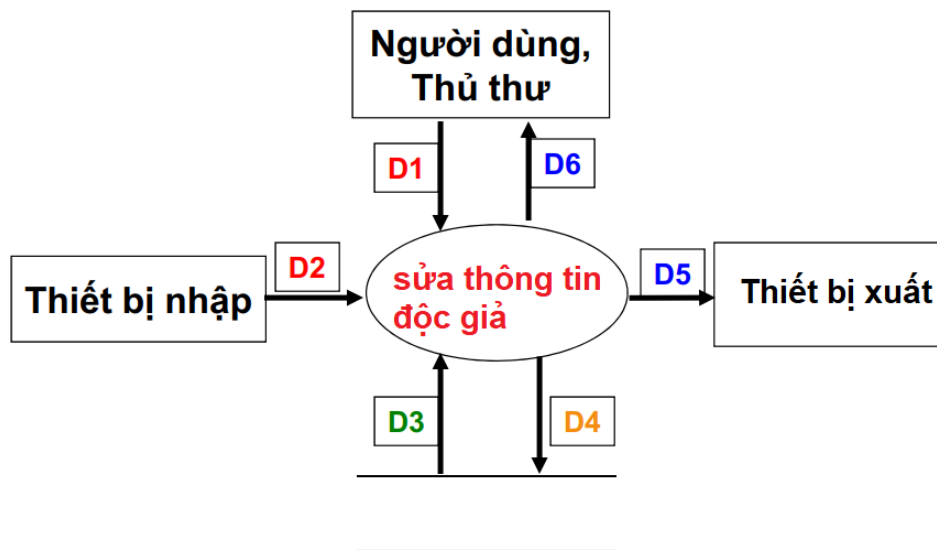 Người dùng,
Thủ thư
D1
D6
D2
D5
Thiết bị nhập
sửa thông tin
độc giả
Thiết bị xuất
D3
D4